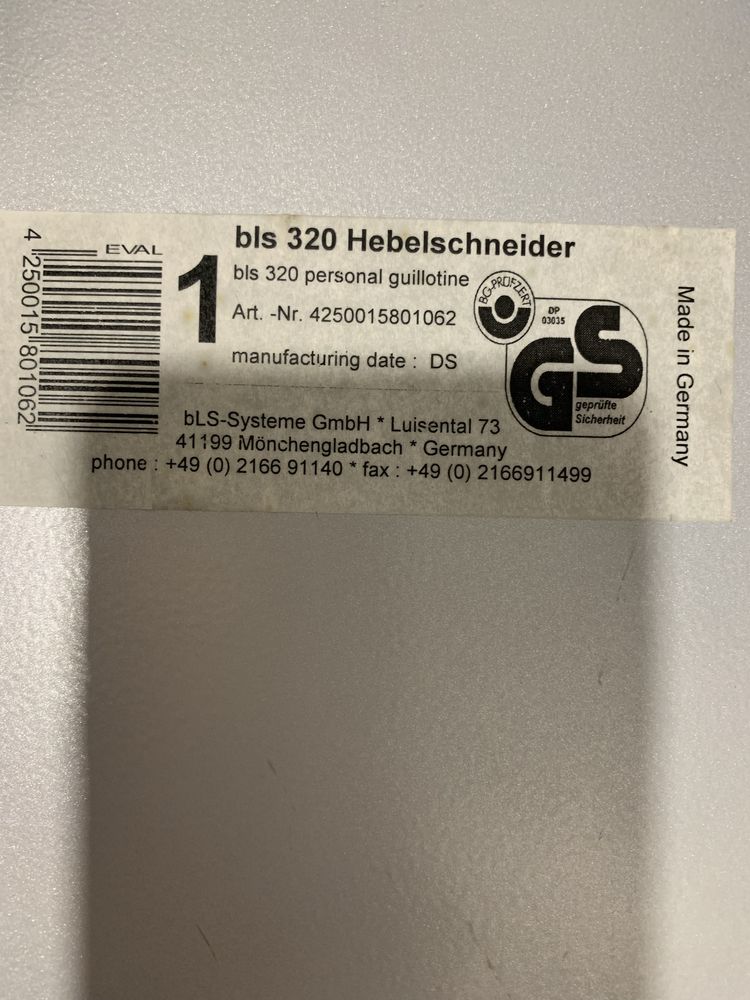 bls 320 Hebelschneider
EVAL
1
bls 320 personal guillotine
Art. -Nr. 4250015801062
manufacturing date : DS
4 250015 801062
BG-PRÜFZERT
DP
03035
GS
geprüfte
Sicherheit
Made in Germany
bLS-Systeme GmbH * Luisental 73
41199 Mönchengladbach * Germany
phone : +49 (0) 2166 91140 * fax : +49 (0) 2166911499